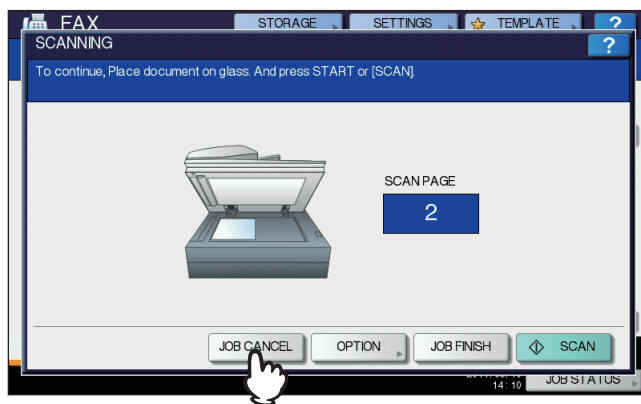 FAX STORAGE SETTINGS TEMPLATE ?
SCANNING ?
To continue, Place document on glass. And press START or [SCAN].
SCAN PAGE
2
JOB CANCEL OPTION JOB FINISH SCAN
14:10 JOB STATUS